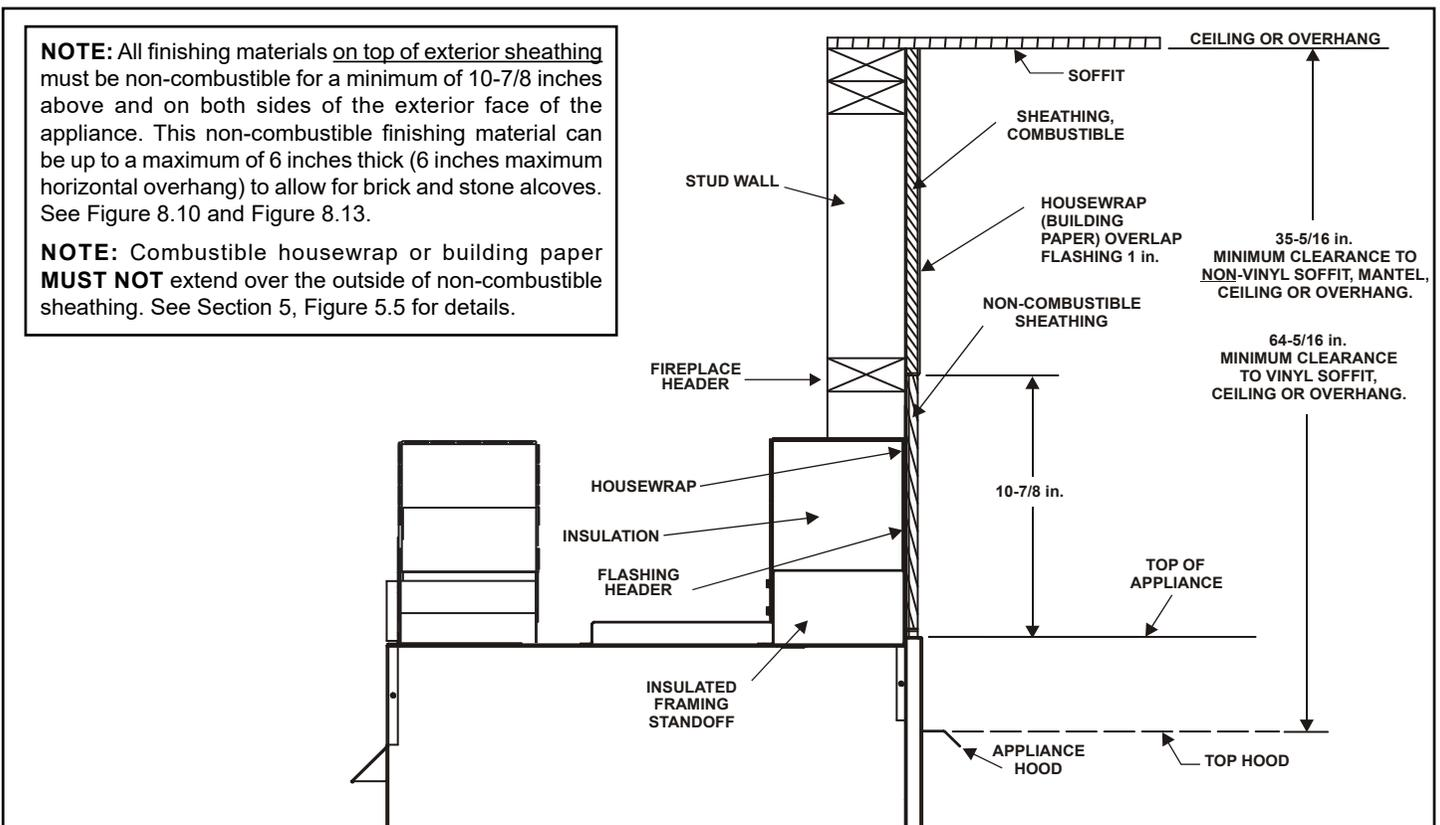 NOTE: All finishing materials on top of exterior sheathing
must be non-combustible for a minimum of 10-7/8 inches
above and on both sides of the exterior face of the
appliance. This non-combustible finishing material can
be up to a maximum of 6 inches thick (6 inches maximum
horizontal overhang) to allow for brick and stone alcoves.
See Figure 8.10 and Figure 8.13.
NOTE: Combustible housewrap or building paper
MUST NOT extend over the outside of non-combustible
sheathing. See Section 5, Figure 5.5 for details.
CEILING OR OVERHANG
SOFFIT
SHEATHING,
COMBUSTIBLE
STUD WALL
HOUSEWRAP
(BUILDING
PAPER) OVERLAP
FLASHING 1 in.
35-5/16 in.
MINIMUM CLEARANCE TO
NON-VINYL SOFFIT, MANTEL,
CEILING OR OVERHANG.
NON-COMBUSTIBLE
SHEATHING
64-5/16 in.
MINIMUM CLEARANCE
TO VINYL SOFFIT,
CEILING OR OVERHANG.
FIREPLACE
HEADER
HOUSEWRAP
10-7/8 in.
INSULATION
FLASHING
HEADER
TOP OF
APPLIANCE
INSULATED
FRAMING
STANDOFF
APPLIANCE
HOOD
TOP HOOD